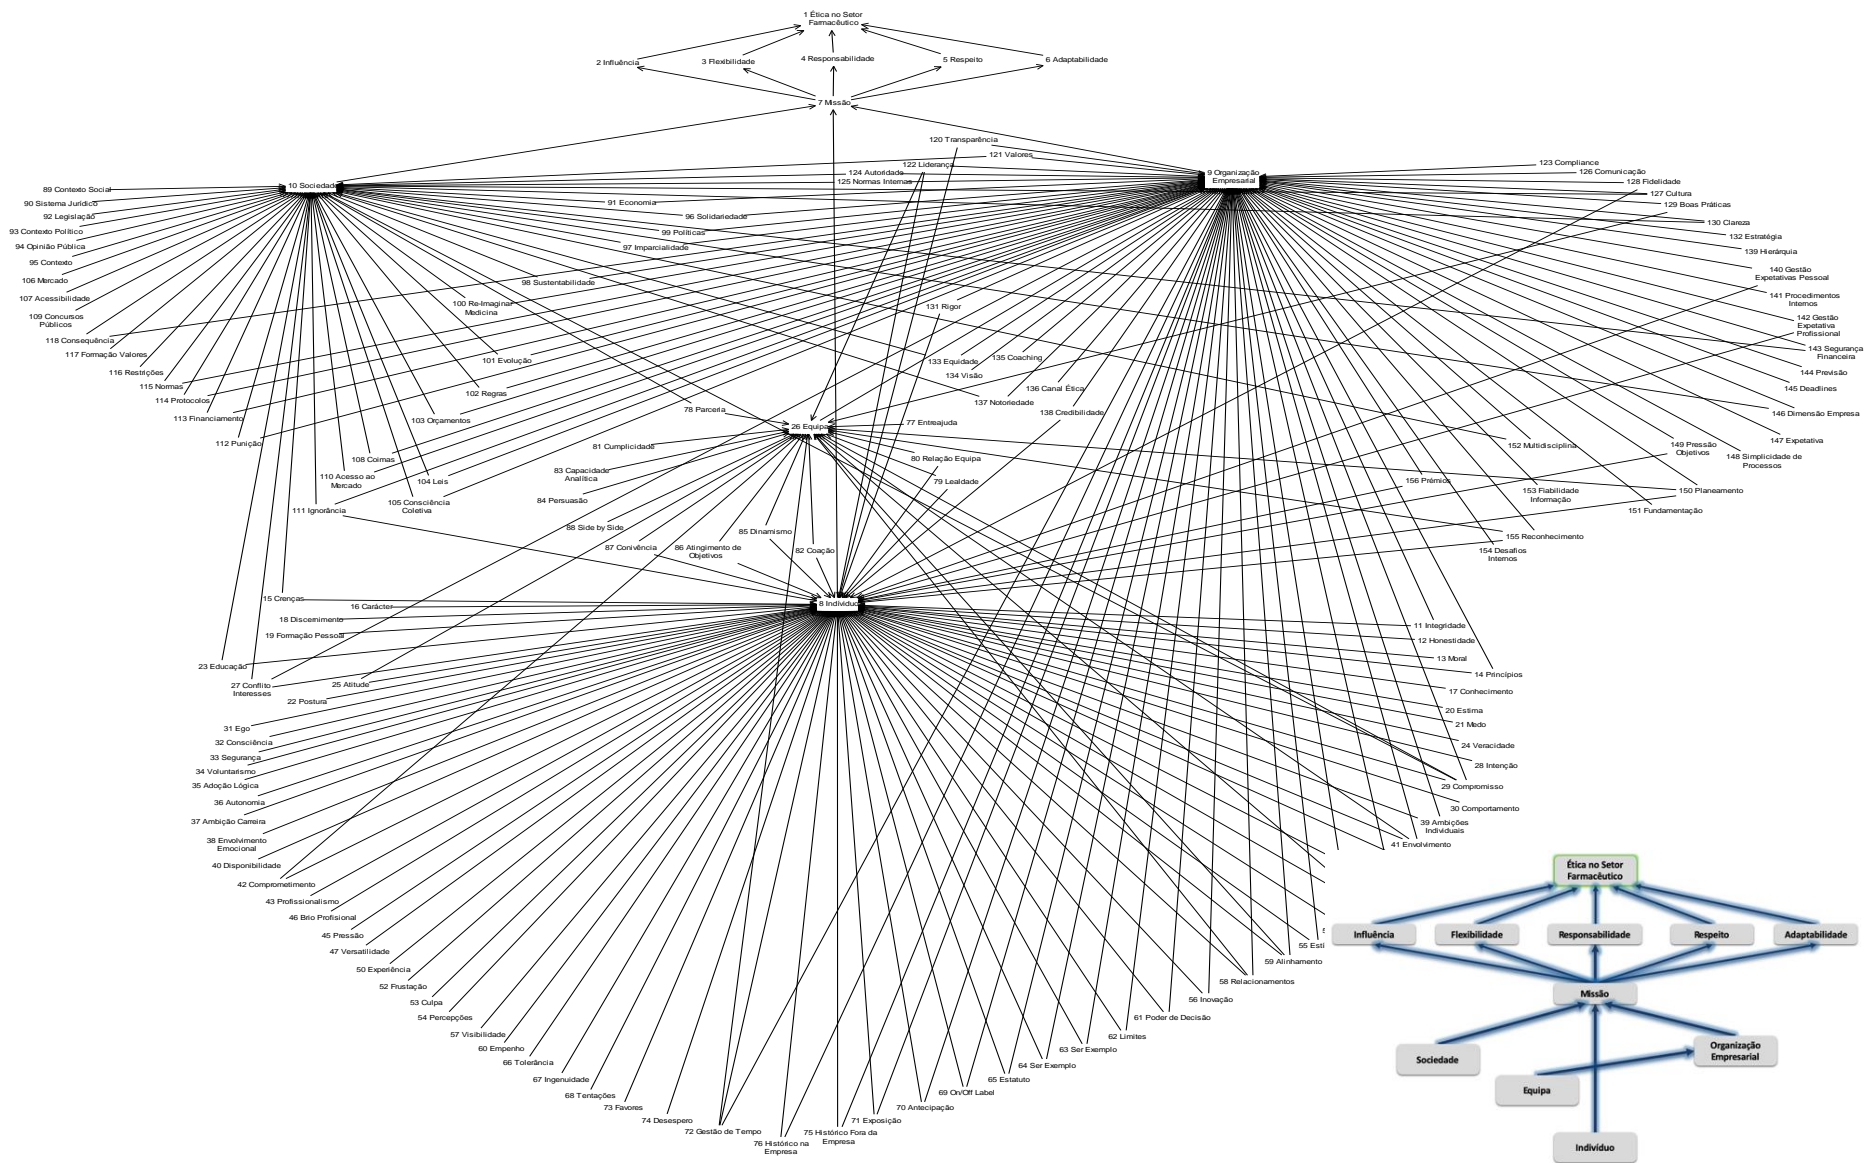 1 Ética no Setor
Farmacêutico
2 Influência
3 Flexibilidade
4 Responsabilidade
5 Respeito
6 Adaptabilidade
7 Missão
120 Transparência
121 Valores
122 Liderança
124 Autoridade
125 Normas Internas
9 Organização
Empresarial
123 Compliance
126 Comunicação
128 Fidelidade
127 Cultura
129 Boas Práticas
130 Clareza
132 Estratégia
139 Hierárquia
140 Gestão
Expetativas Pessoal
141 Procedimentos
Internos
142 Gestão
Expetativa
Profissional
143 Segurança
Financeira
144 Previsão
145 Deadlines
146 Dimensão Empresa
147 Expetativa
148 Simplicidade de
Processos
149 Pressão
Objetivos
150 Planeamento
151 Fundamentação
152 Multidisciplina
153 Fiabilidade
Informação
154 Desafios
Internos
155 Reconhecimento
156 Prémios
10 Sociedade
89 Contexto Social
90 Sistema Jurídico
92 Legislação
93 Contexto Político
94 Opinião Pública
95 Contexto
106 Mercado
107 Acessibilidade
109 Concursos
Públicos
118 Consequência
117 Formação Valores
116 Restrições
115 Normas
114 Protocolos
113 Financiamento
112 Punição
91 Economia
96 Solidariedade
99 Políticas
97 Imparcialidade
98 Sustentabilidade
100 Re-Imaginar
Medicina
101 Evolução
102 Regras
103 Orçamentos
108 Coimas
110 Acesso ao
Mercado
104 Leis
105 Consciência
Coletiva
111 Ignorância
131 Rigor
133 Equidade
135 Coaching
134 Visão
136 Canal Ética
137 Notoriedade
138 Credibilidade
78 Parceria
26 Equipa
77 Entreajuda
81 Cumplicidade
83 Capacidade
Analítica
84 Persuasão
80 Relação Equipa
79 Lealdade
88 Side by Side
87 Conivência
86 Atingimento de
Objetivos
85 Dinamismo
82 Coação
8 Indivíduo
15 Crenças
16 Carácter
18 Discernimento
19 Formação Pessoal
23 Educação
27 Conflito
Interesses
25 Atitude
22 Postura
31 Ego
32 Consciência
33 Segurança
34 Voluntarismo
35 Adoção Lógica
36 Autonomia
37 Ambição Carreira
38 Envolvimento
Emocional
40 Disponibilidade
42 Comprometimento
43 Profissionalismo
46 Brio Profisional
45 Pressão
47 Versatilidade
50 Experiência
52 Frustação
53 Culpa
54 Percepções
57 Visibilidade
60 Empenho
66 Tolerância
67 Ingenuidade
68 Tentações
73 Favores
74 Desespero
72 Gestão de Tempo
76 Histórico na
Empresa
75 Histórico Fora da
Empresa
71 Exposição
70 Antecipação
69 On/Off Label
65 Estatuto
64 Ser Exemplo
63 Ser Exemplo
62 Limites
61 Poder de Decisão
56 Inovação
58 Relacionamentos
59 Alinhamento
11 Integridade
12 Honestidade
13 Moral
14 Princípios
17 Conhecimento
20 Estima
21 Medo
24 Veracidade
28 Intenção
29 Compromisso
30 Comportamento
39 Ambições
Individuais
41 Envolvimento
Ética no Setor
Farmacêutico
Influência
Flexibilidade
Responsabilidade
Respeito
Adaptabilidade
Missão
Sociedade
Organização
Empresarial
Equipa
Indivíduo